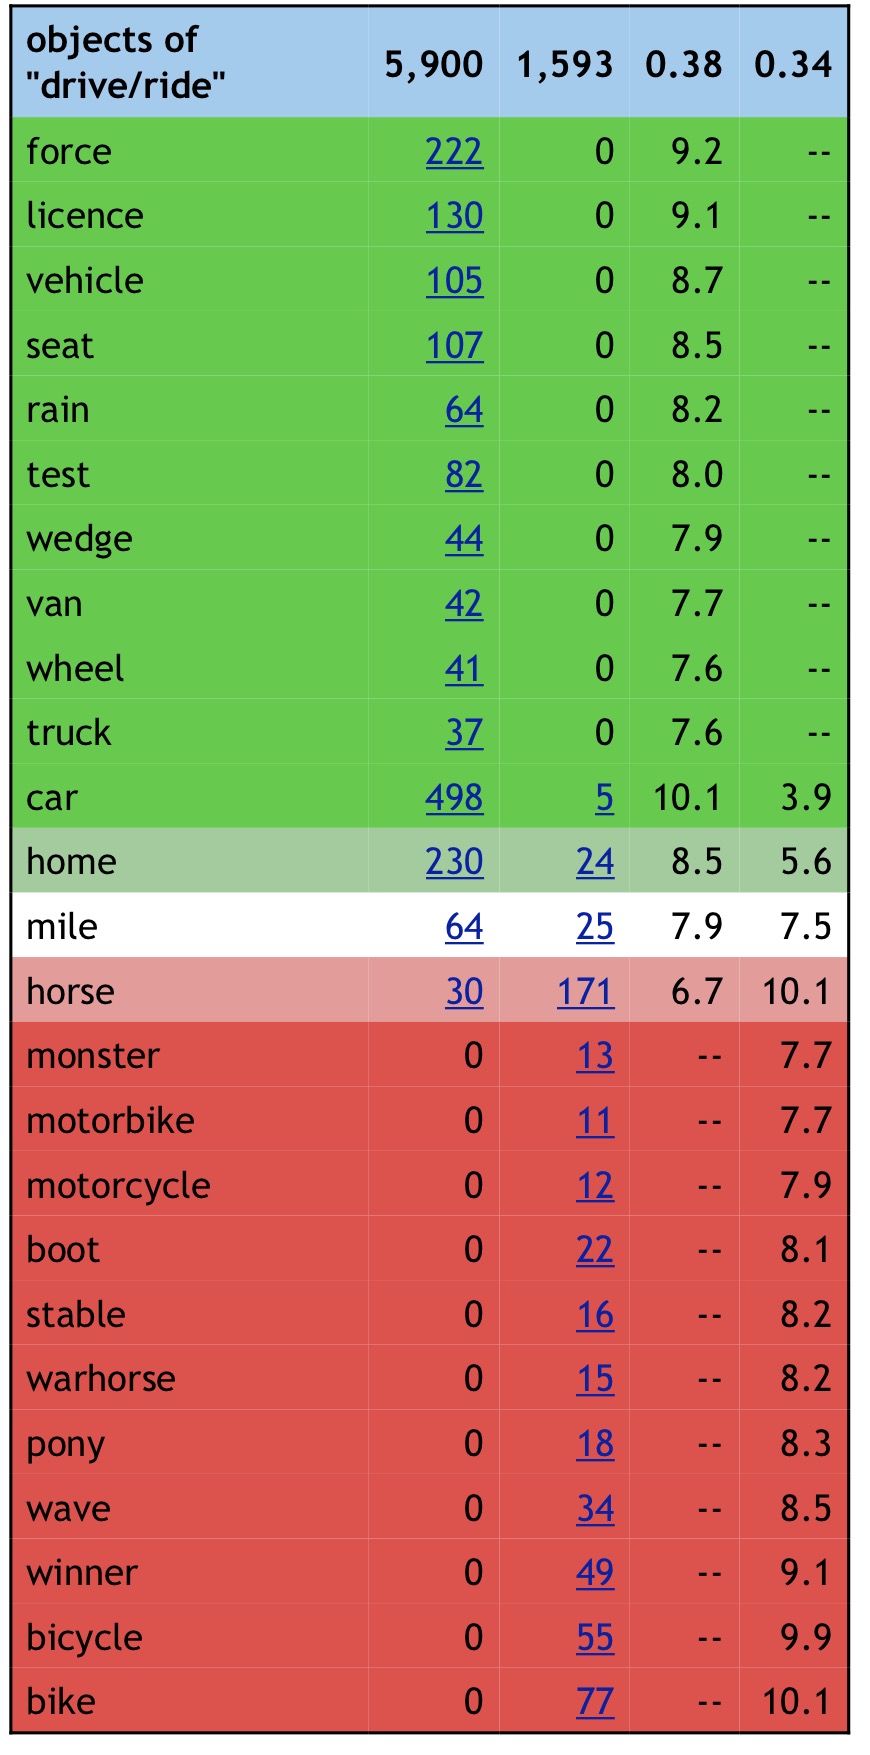 objects of
"drive/ride" 5,900 1,593 0.38 0.34
force 222 0 9.2 --
licence 130 0 9.1 --
vehicle 105 0 8.7 --
seat 107 0 8.5 --
rain 64 0 8.2 --
test 82 0 8.0 --
wedge 44 0 7.9 --
van 42 0 7.7 --
wheel 41 0 7.6 --
truck 37 0 7.6 --
car 498 5 10.1 3.9
home 230 24 8.5 5.6
mile 64 25 7.9 7.5
horse 30 171 6.7 10.1
monster 0 13 -- 7.7
motorbike 0 11 -- 7.7
motorcycle 0 12 -- 7.9
boot 0 22 -- 8.1
stable 0 16 -- 8.2
warhorse 0 15 -- 8.2
pony 0 18 -- 8.3
wave 0 34 -- 8.5
winner 0 49 -- 9.1
bicycle 0 55 -- 9.9
bike 0 77 -- 10.1